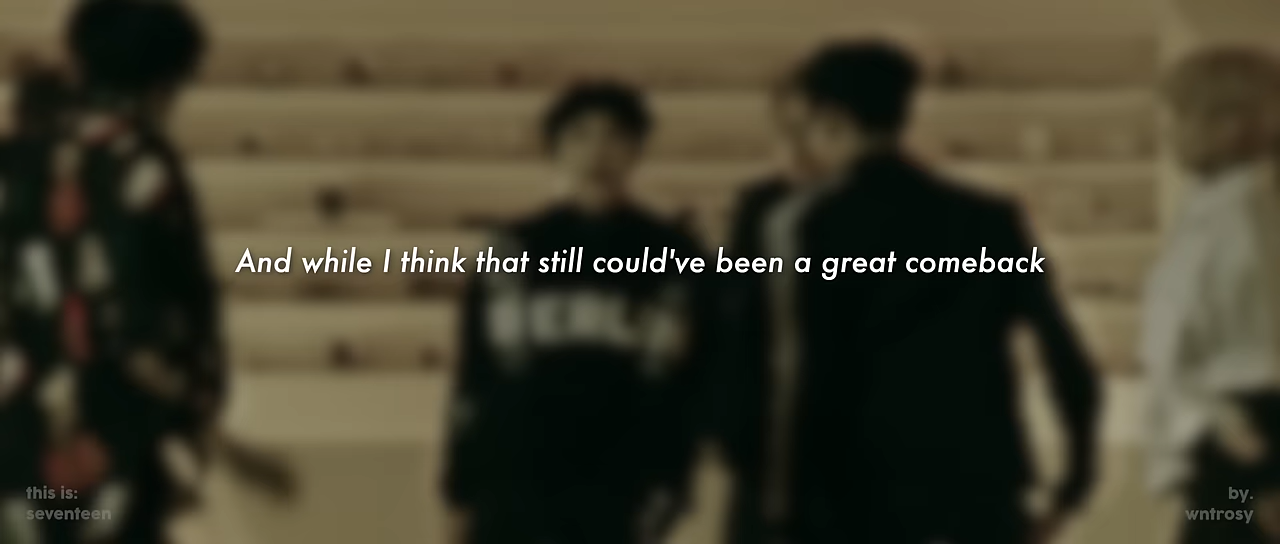 And while I think that still could've been a great comeback
this is:
seventeen
by.
wntrosy